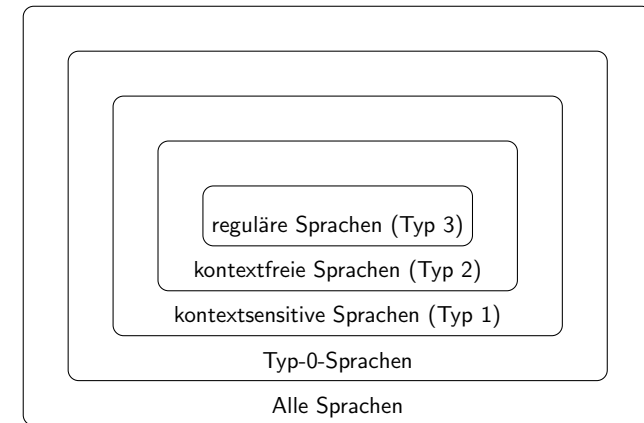 reguläre Sprachen (Typ 3)
kontextfreie Sprachen (Typ 2)
kontextsensitive Sprachen (Typ 1)
Typ-0-Sprachen
Alle Sprachen